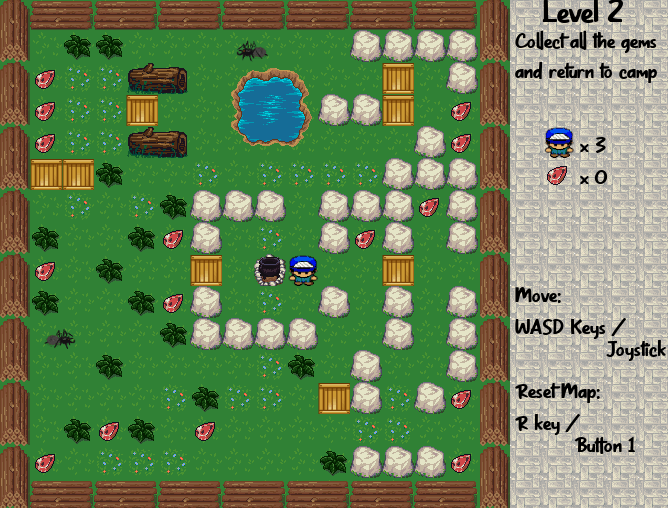 Level 2
Collect all the gems
and return to camp
x 3
x 0
Move:
WASD Keys /
Joystick
Reset Map:
R key /
Button 1